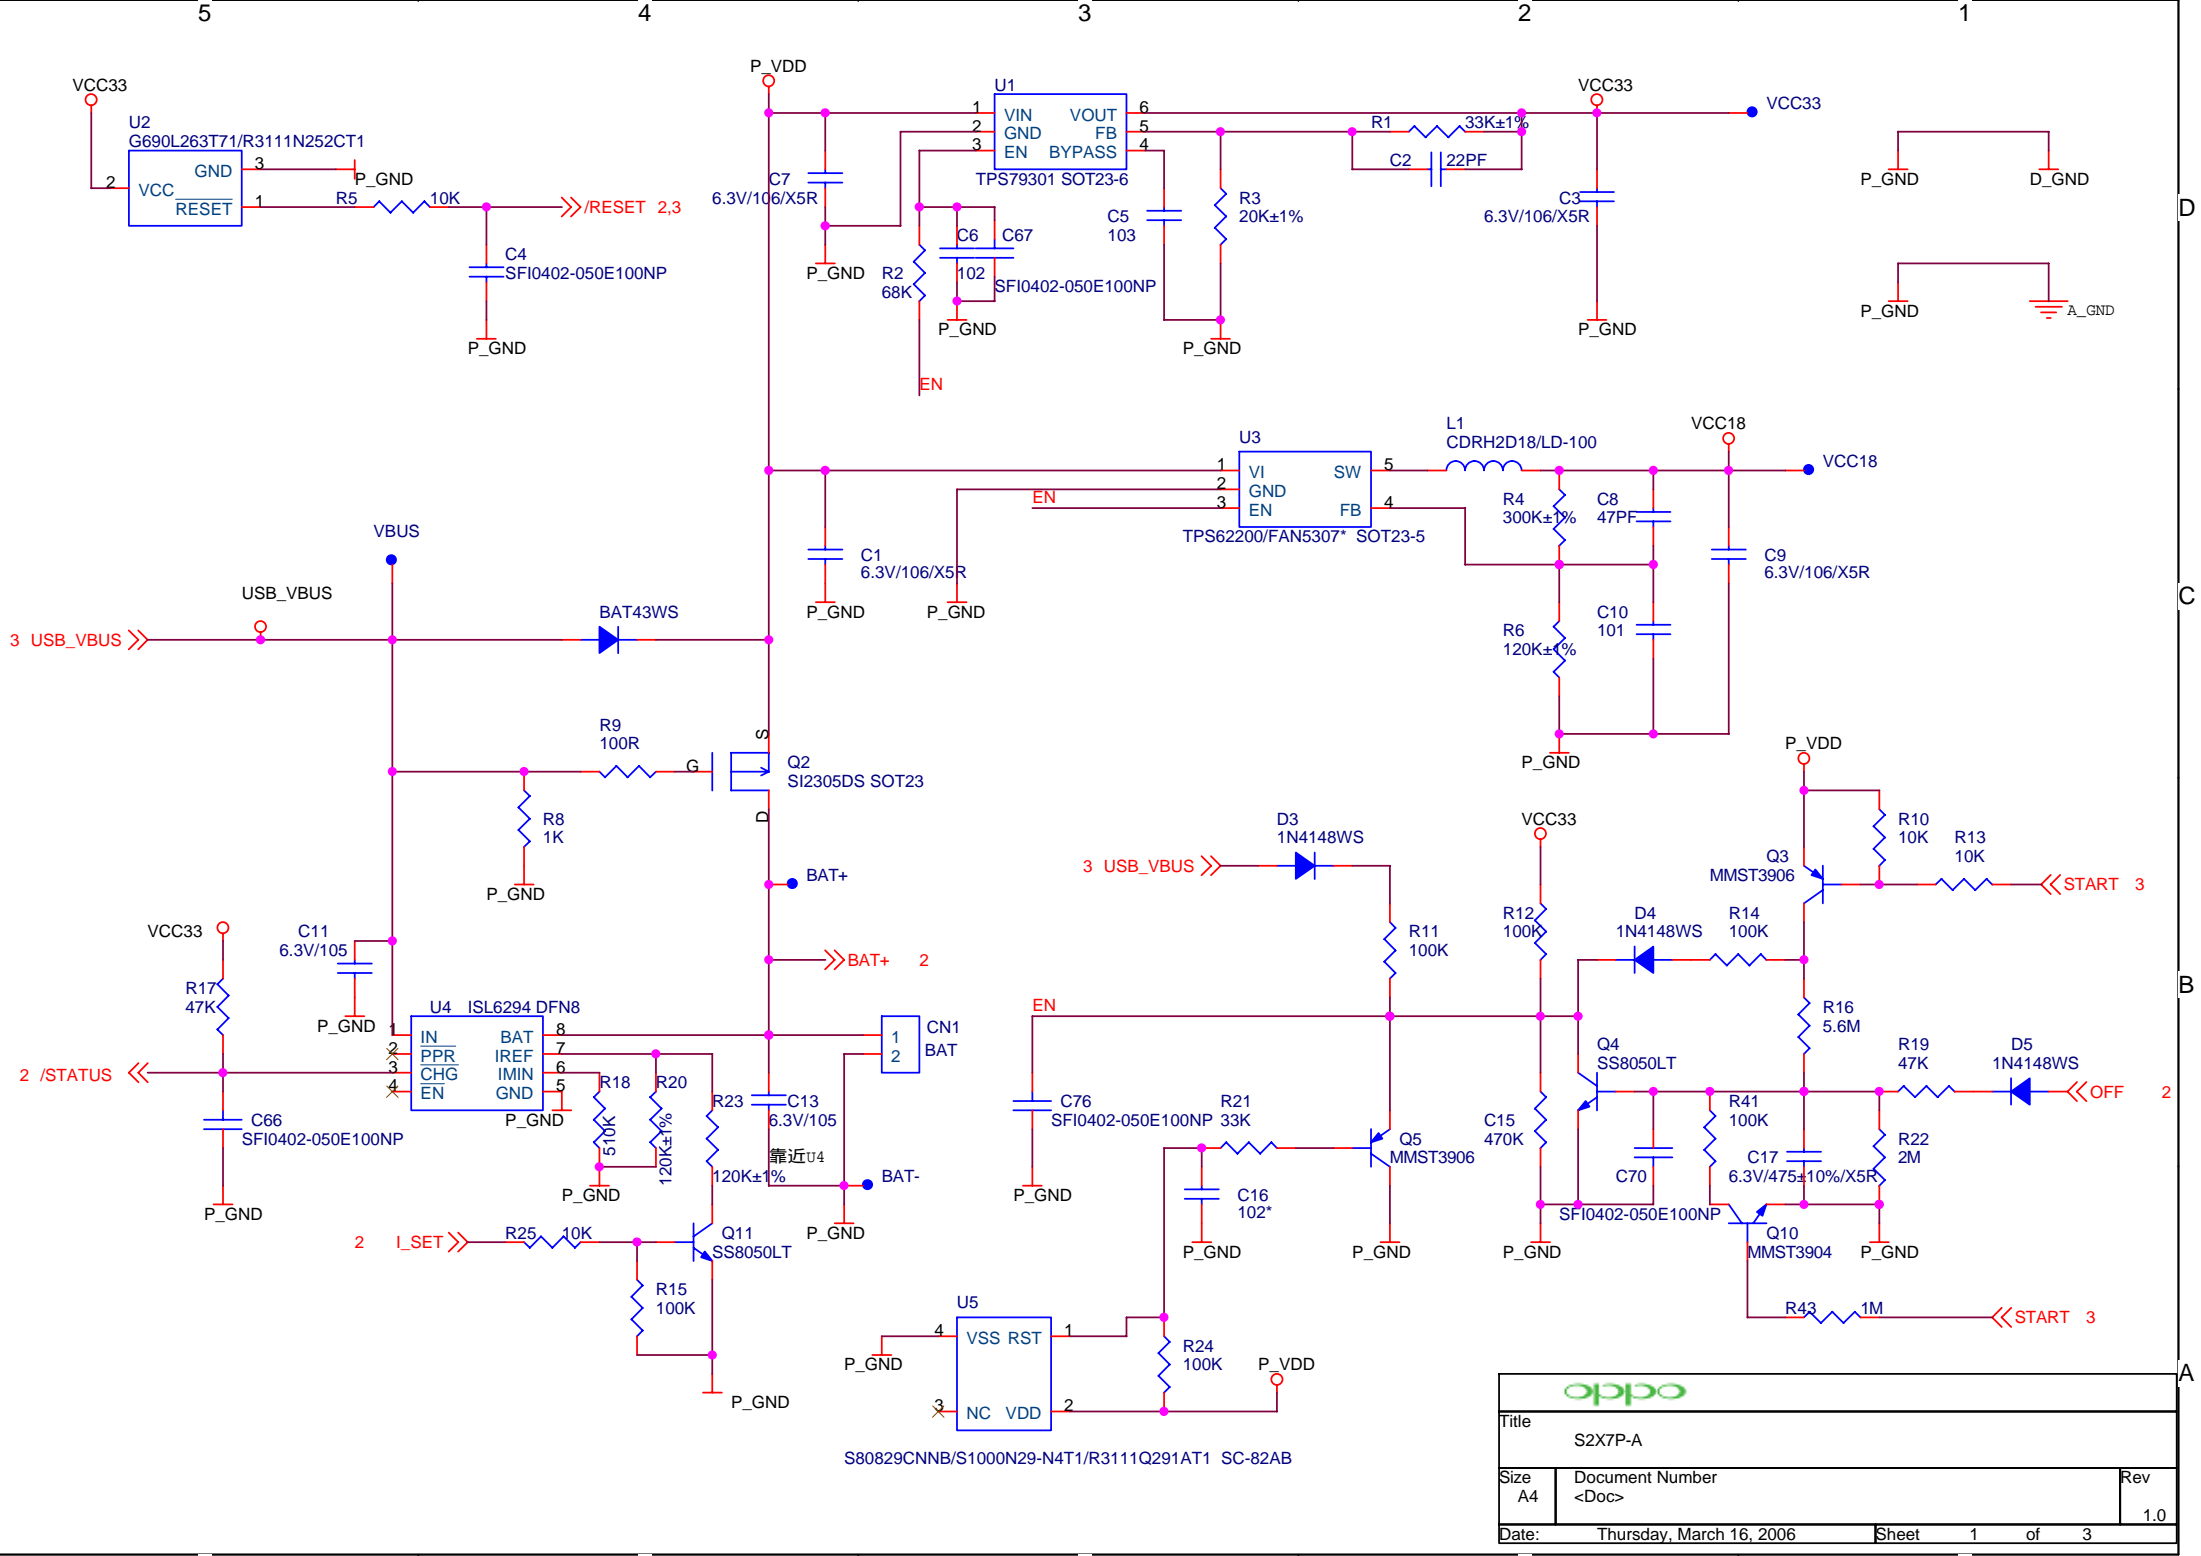 5 4 3 2 1
D
C
B
A
VCC33
U2
G690L263T71/R3111N252CT1
GND 3
2 VCC
RESET 1
P_GND
R5 10K
/RESET 2,3
C4
SFI0402-050E100NP
P_GND
P_VDD
U1
1 VIN VOUT 6
2 GND FB 5
3 EN BYPASS 4
TPS79301 SOT23-6
C7
6.3V/106/X5R
P_GND
R2
68K
C6
102
C67
SFI0402-050E100NP
P_GND
EN
C5
103
R3
20K±1%
P_GND
R1 33K±1%
C2 22PF
VCC33
VCC33
C3
6.3V/106/X5R
P_GND
P_GND D_GND
P_GND A_GND
U3
1 VI SW 5
2 GND
3 EN FB 4
TPS62200/FAN5307* SOT23-5
EN
C1
6.3V/106/X5R
P_GND
P_GND
L1
CDRH2D18/LD-100
VCC18
VCC18
R4
300K±1%
C8
47PF
C9
6.3V/106/X5R
R6
120K±1%
C10
101
P_GND
VBUS
USB_VBUS
3 USB_VBUS
BAT43WS
R9
100R
G
S
D
Q2
SI2305DS SOT23
R8
1K
P_GND
BAT+
BAT+ 2
VCC33
C11
6.3V/105
P_GND
R17
47K
2 /STATUS
C66
SFI0402-050E100NP
P_GND
U4 ISL6294 DFN8
1 IN BAT 8
2 PPR IREF 7
3 CHG IMIN 6
4 EN GND 5
P_GND
CN1
BAT
1
2
R18
510K
R20
120K±1%
R23
120K±1%
C13
6.3V/105
靠近U4
BAT-
P_GND
P_GND
2 I_SET
R25 10K
Q11
SS8050LT
R15
100K
P_GND
D3
1N4148WS
3 USB_VBUS
R11
100K
EN
C76
SFI0402-050E100NP
P_GND
R21
33K
C16
102*
P_GND
Q5
MMST3906
P_GND
U5
4 VSS RST 1
3 NC VDD 2
P_GND
R24
100K
P_VDD
S80829CNNB/S1000N29-N4T1/R3111Q291AT1 SC-82AB
VCC33
R12
100K
D4
1N4148WS
R14
100K
P_VDD
Q3
MMST3906
R10
10K
R13
10K
START 3
R16
5.6M
Q4
SS8050LT
C15
470K
R19
47K
D5
1N4148WS
OFF 2
R41
100K
C70
SFI0402-050E100NP
C17
6.3V/475±10%/X5R
R22
2M
P_GND
Q10
MMST3904
P_GND
R43 1M
START 3
oppo
Title
S2X7P-A
Size
A4
Document Number
<Doc>
Rev
1.0
Date: Thursday, March 16, 2006 Sheet 1 of 3